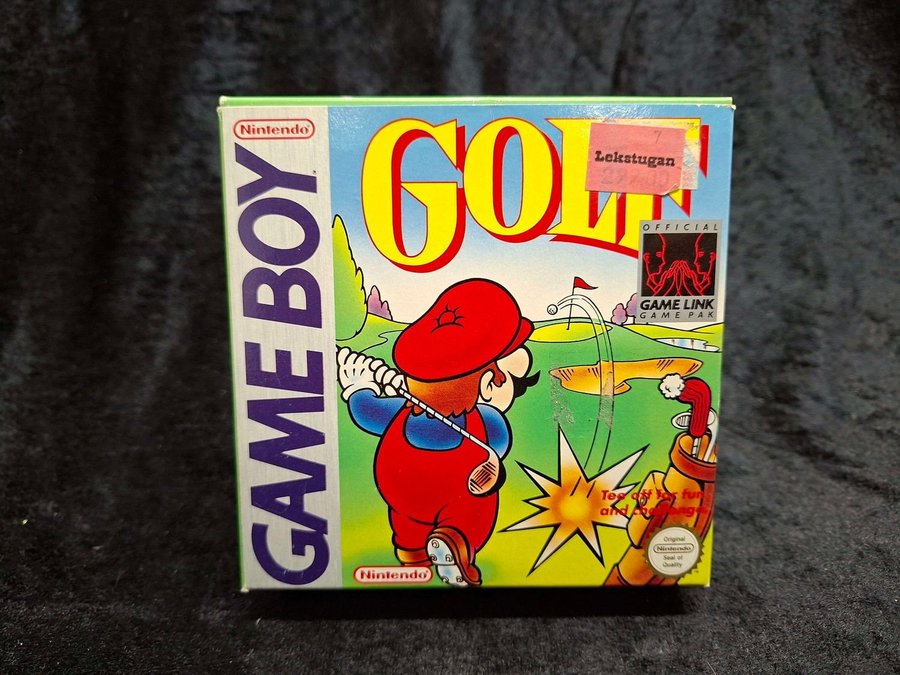 Nintendo
GAME BOY
GOLF
7
Lekstugan
OFFICIAL
GAME LINK
GAME PAK
Tee off for fun
and challenge.
Original
Nintendo
Seal of
Quality
Nintendo